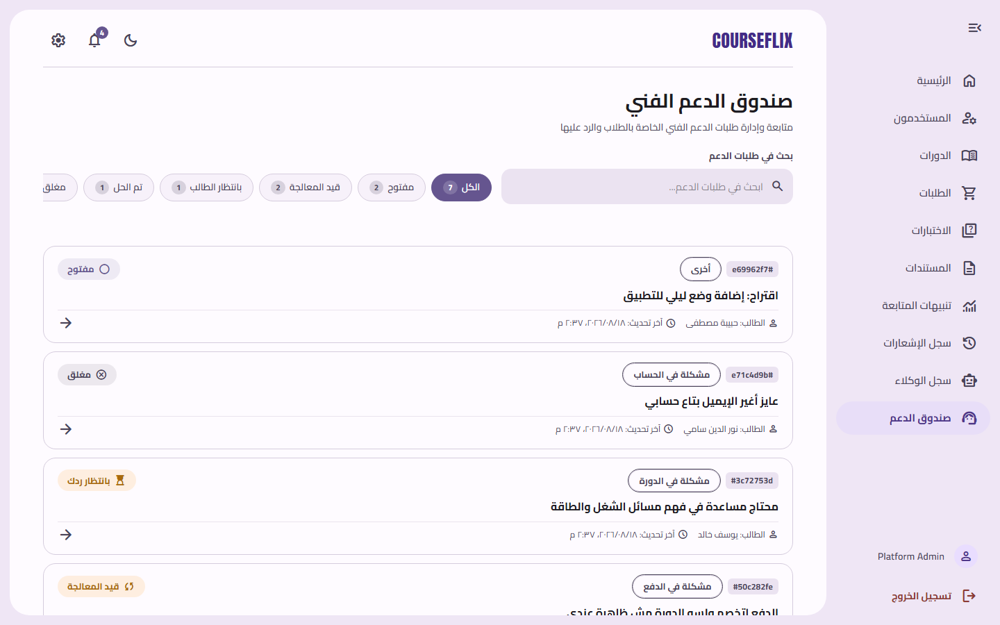 COURSEFLIX
4
الرئيسية
المستخدمون
الدورات
الطلبات
الاختبارات
المستندات
تنبيهات المتابعة
سجل الإشعارات
سجل الوكلاء
صندوق الدعم
Platform Admin
تسجيل الخروج
صندوق الدعم الفني
متابعة وإدارة طلبات الدعم الفني الخاصة بالطلاب والرد عليها
بحث في طلبات الدعم
ابحث في طلبات الدعم...
الكل 7
مفتوح 2
قيد المعالجة 2
بانتظار الطالب 1
تم الحل 1
مغلق
e69962f7# أخرى مفتوح
اقتراح: إضافة وضع ليلي للتطبيق
الطالب: حبيبة مصطفى آخر تحديث: ٢٠٢٦/٠٨/١٨، ٢:٣٧ م
e71c4d9b# مشكلة في الحساب مغلق
عايز أغير الإيميل بتاع حسابي
الطالب: نور الدين سامي آخر تحديث: ٢٠٢٦/٠٨/١٨، ٢:٣٧ م
#3c72753d مشكلة في الدورة بانتظار ردك
محتاج مساعدة في فهم مسائل الشغل والطاقة
الطالب: يوسف خالد آخر تحديث: ٢٠٢٦/٠٨/١٨، ٢:٣٧ م
#50c282fe مشكلة في الدفع قيد المعالجة
الدفع اتخصم ولسه الدورة مش ظاهرة عندي